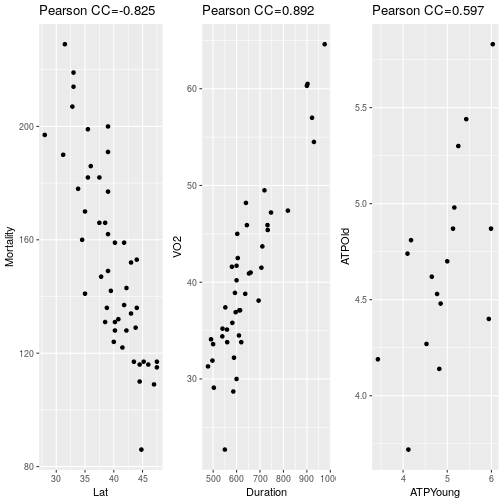 Pearson CC=-0.825
Mortality
200
160
120
80
30 35 40 45
Lat
Pearson CC=0.892
VO2
60
50
40
30
500 600 700 800 900 100
Duration
Pearson CC=0.597
ATPOld
5.5
5.0
4.5
4.0
4 5 6
ATPYoung